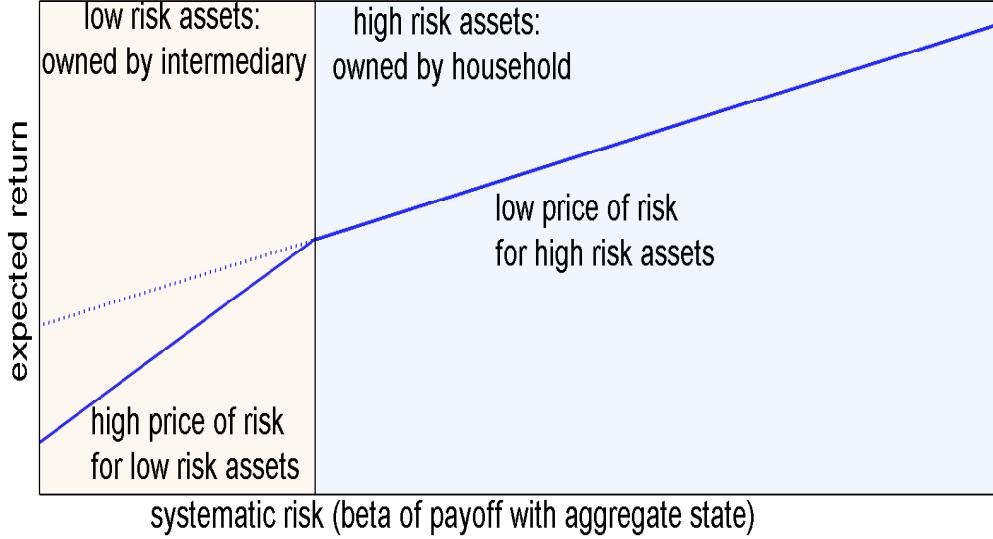 low risk assets:
owned by intermediary
high risk assets:
owned by household
expected return
low price of risk
for high risk assets
high price of risk
for low risk assets
systematic risk (beta of payoff with aggregate state)